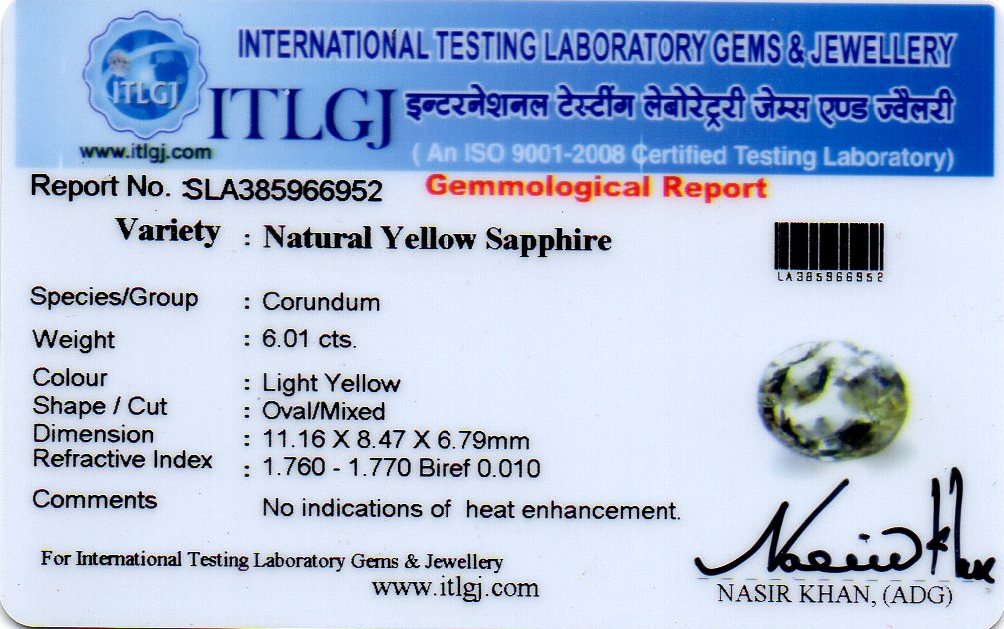 INTERNATIONAL TESTING LABORATORY GEMS & JEWELLERY
ITLGJ
ITLGJ इन्टरनेशनल टेस्टींग लेबोरेट्ररी जेम्स एण्ड ज्वैलरी
www.itlgj.com
( An ISO 9001-2008 Certified Testing Laboratory)
Report No. :SLA385966952
Gemmological Report
Variety : Natural Yellow Sapphire
LA385966952
Species/Group : Corundum
Weight : 6.01 cts.
Colour : Light Yellow
Shape / Cut : Oval/Mixed
Dimension : 11.16 X 8.47 X 6.79mm
Refractive Index : 1.760 - 1.770 Biref 0.010
Comments No indications of heat enhancement.
For International Testing Laboratory Gems & Jewellery
www.itlgj.com
NASIR KHAN, (ADG)